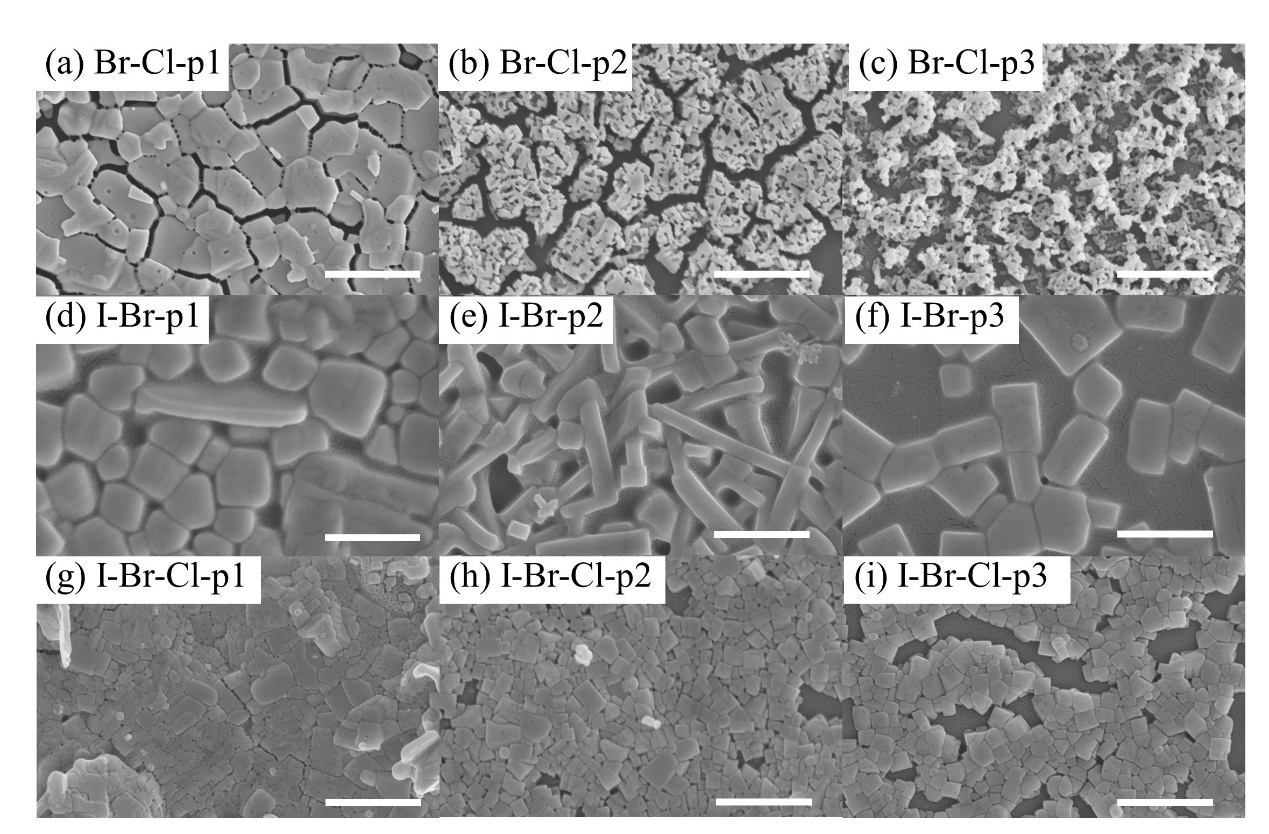 (a) Br-Cl-p1
(b) Br-Cl-p2
(c) Br-Cl-p3
(d) I-Br-p1
(e) I-Br-p2
(f) I-Br-p3
(g) I-Br-Cl-p1
(h) I-Br-Cl-p2
(i) I-Br-Cl-p3